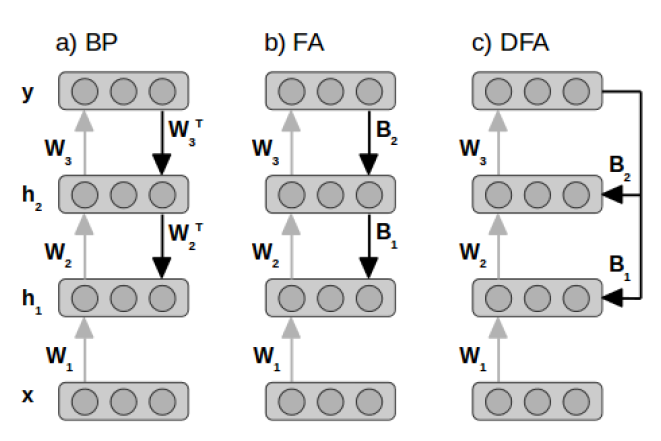 a) BP b) FA c) DFA
y
W3T B2
W3 W3 W3 B2
h2
W2T B1
W2 W2 W2 B1
h1
W1 W1 W1
x